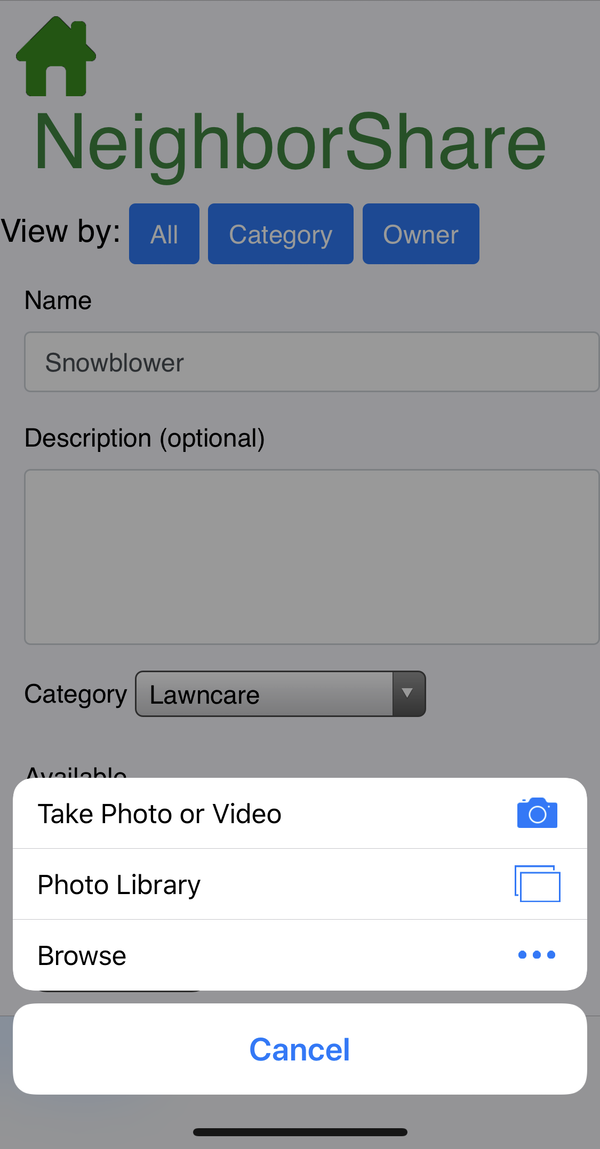 NeighborShare
View by: All Category Owner
Name
Snowblower
Description (optional)
Category Lawncare
Available
Take Photo or Video
Photo Library
Browse
Cancel